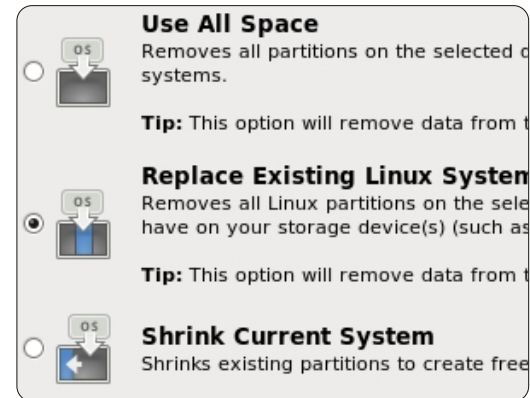 Use All Space
Removes all partitions on the selected
systems.
Tip: This option will remove data from
Replace Existing Linux System
Removes all Linux partitions on the
have on your storage device(s) (such as
Tip: This option will remove data from
Shrink Current System
Shrinks existing partitions to create free
OS
OS
OS